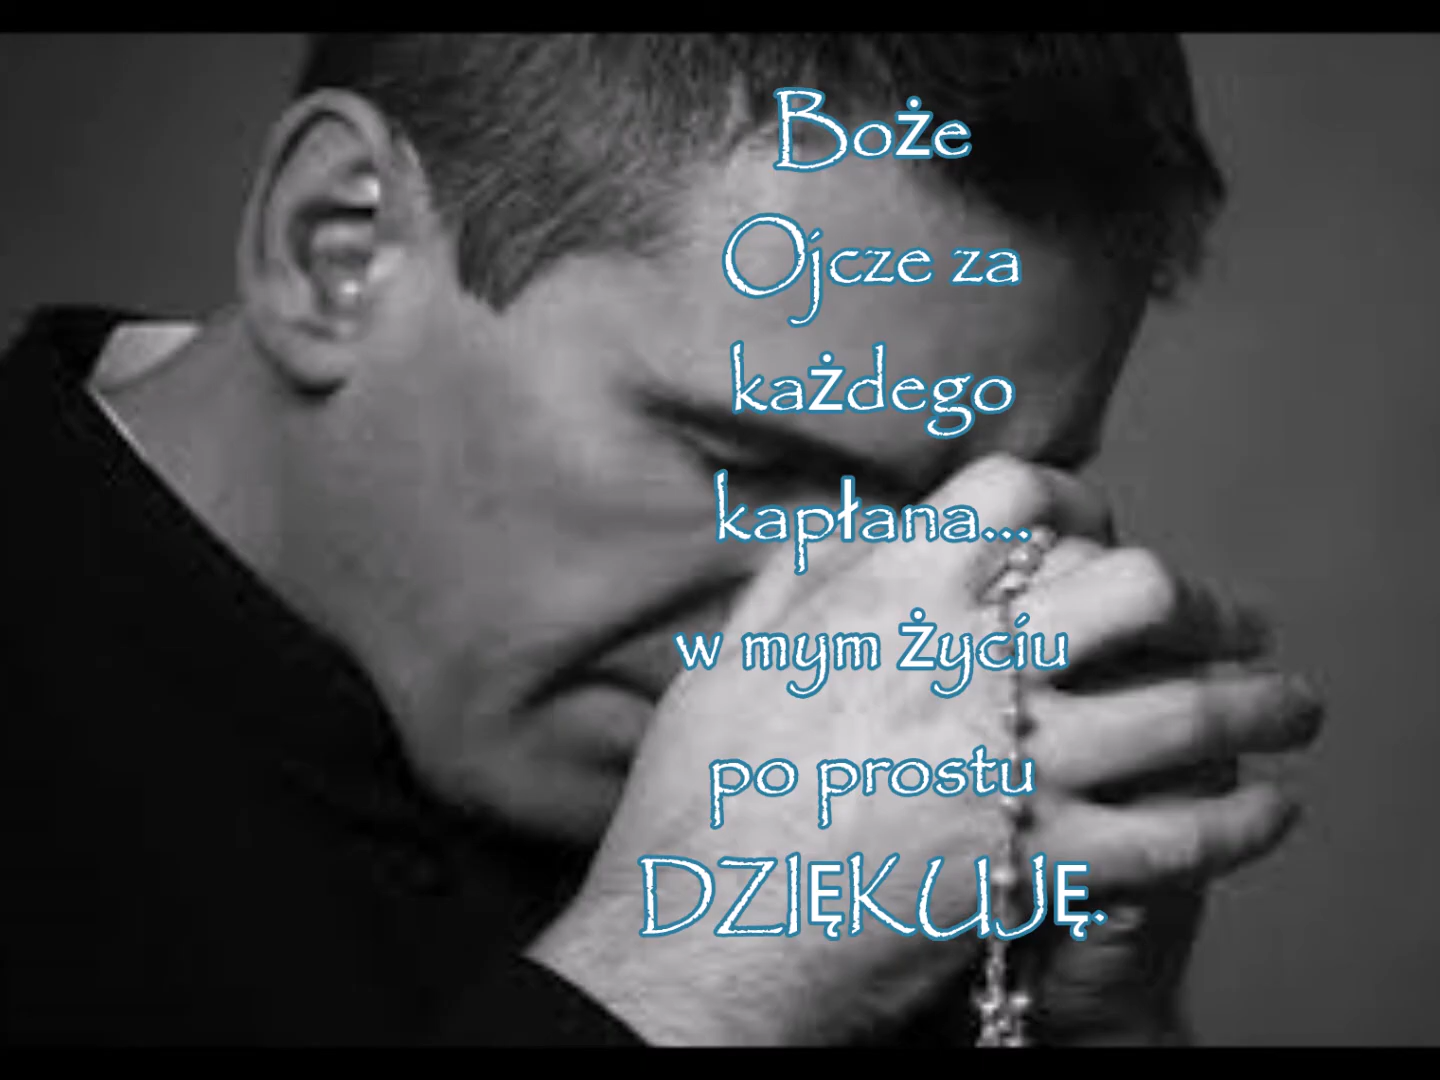 Boże
Ojcze za
każdego
kapłana...
w mym życiu
po prostu
DZIĘKUJĘ.